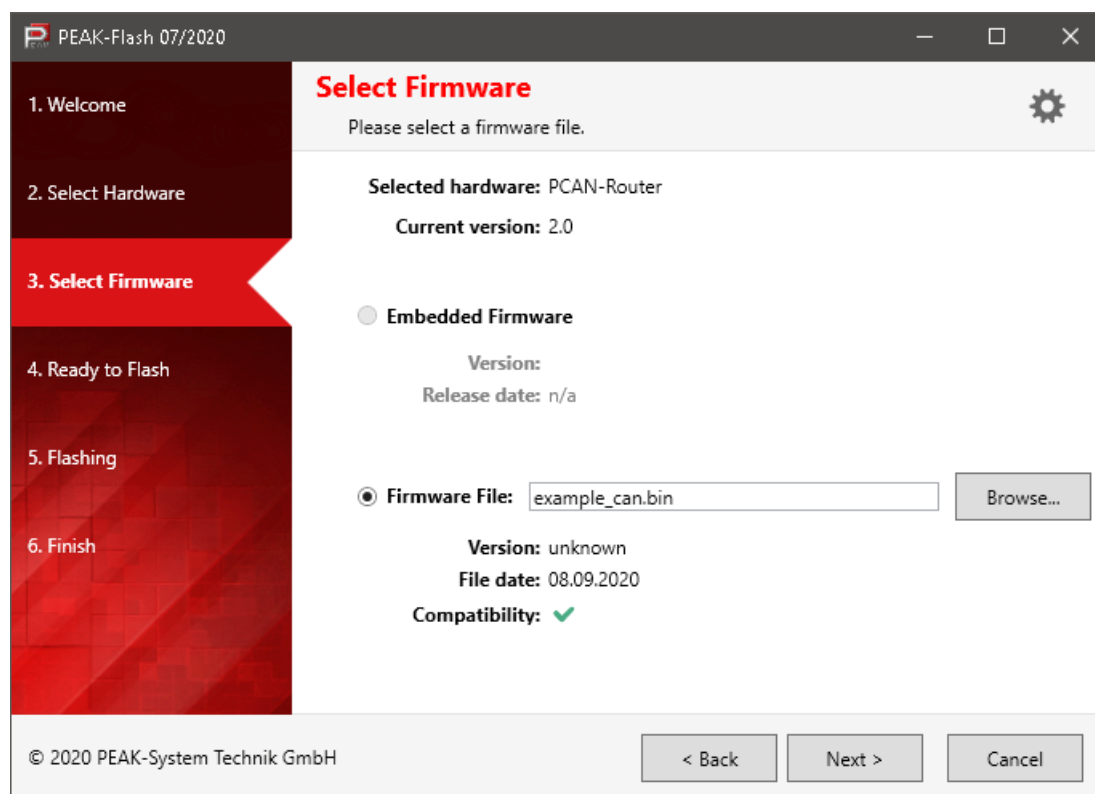 PEAK-Flash 07/2020
1. Welcome
2. Select Hardware
3. Select Firmware
4. Ready to Flash
5. Flashing
6. Finish
Select Firmware
Please select a firmware file.
Selected hardware: PCAN-Router
Current version: 2.0
Embedded Firmware
Version:
Release date: n/a
Firmware File: example_can.bin Browse...
Version: unknown
File date: 08.09.2020
Compatibility:
© 2020 PEAK-System Technik GmbH < Back Next > Cancel